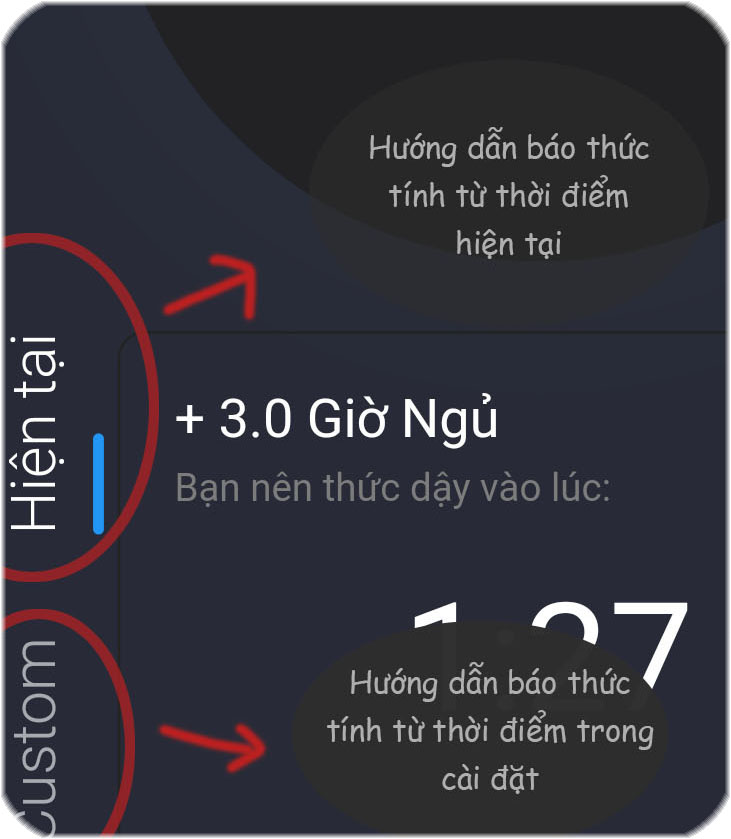 Hướng dẫn báo thức
tính từ thời điểm
hiện tại
Hiện tại
+ 3.0 Giờ Ngủ
Bạn nên thức dậy vào lúc:
1:27
Custom
Hướng dẫn báo thức
tính từ thời điểm trong
cài đặt